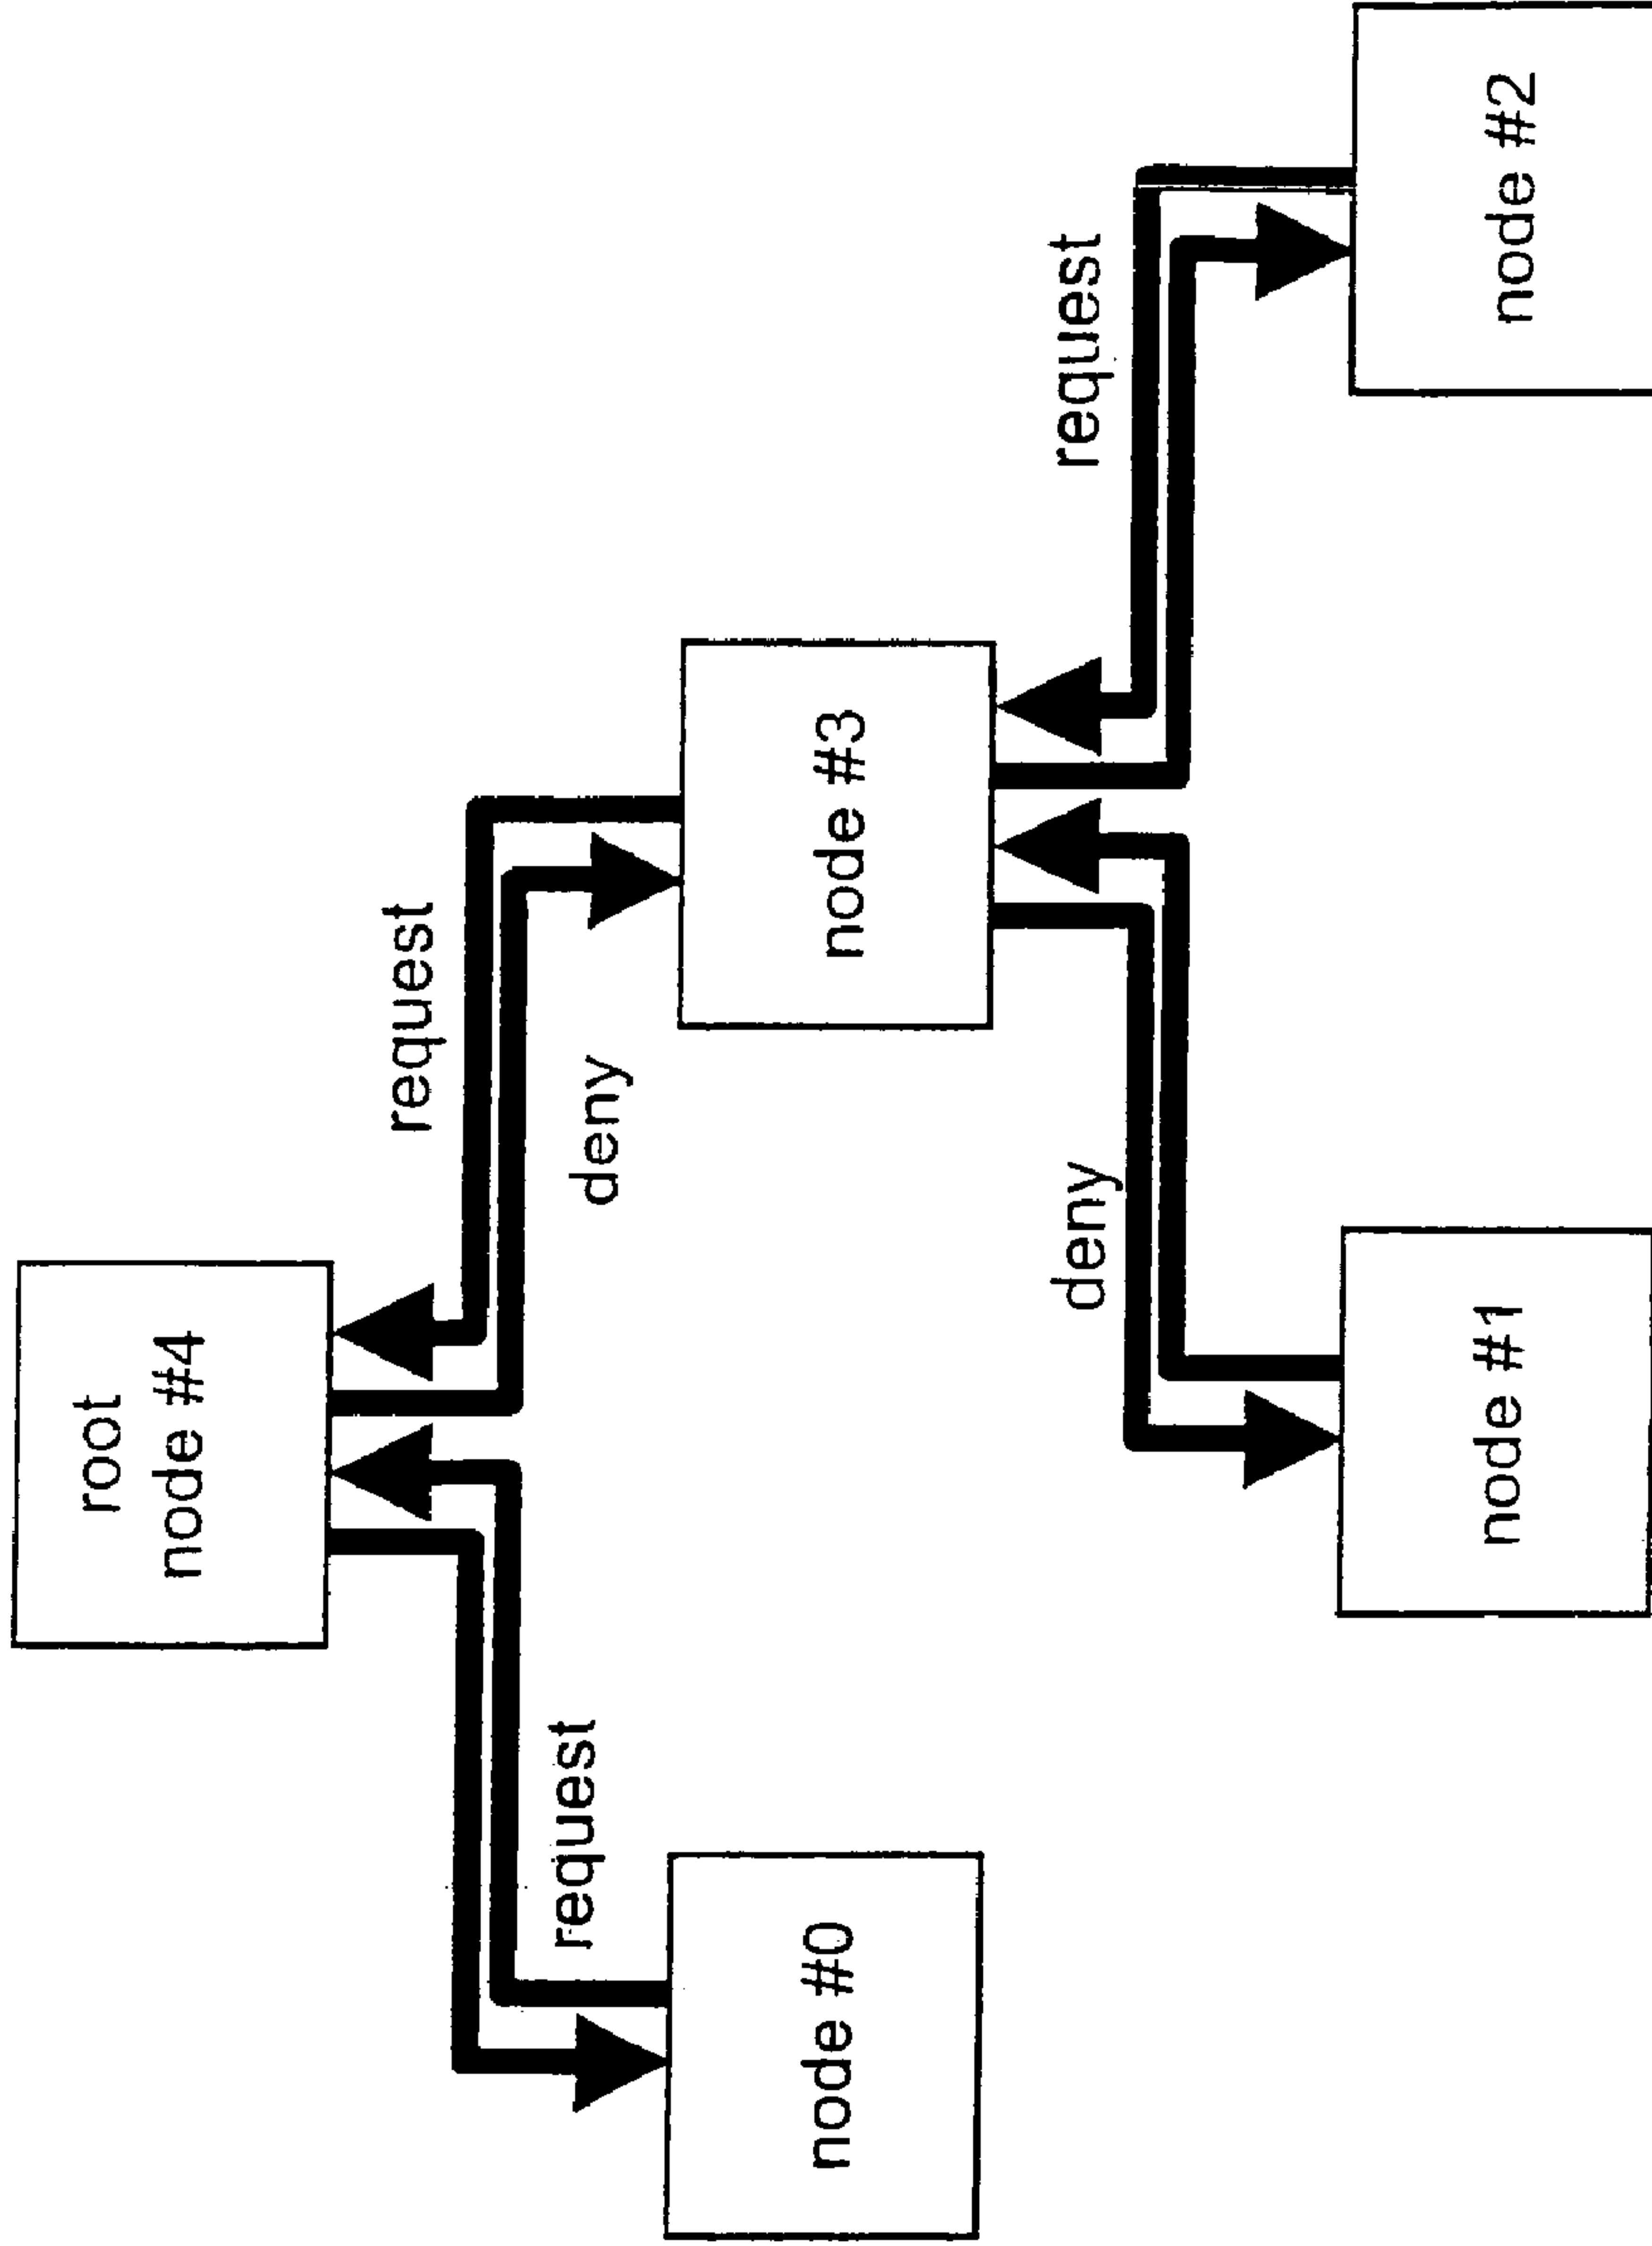 root
node #4
request
request
deny
node #0
node #3
deny
request
node #1
node #2